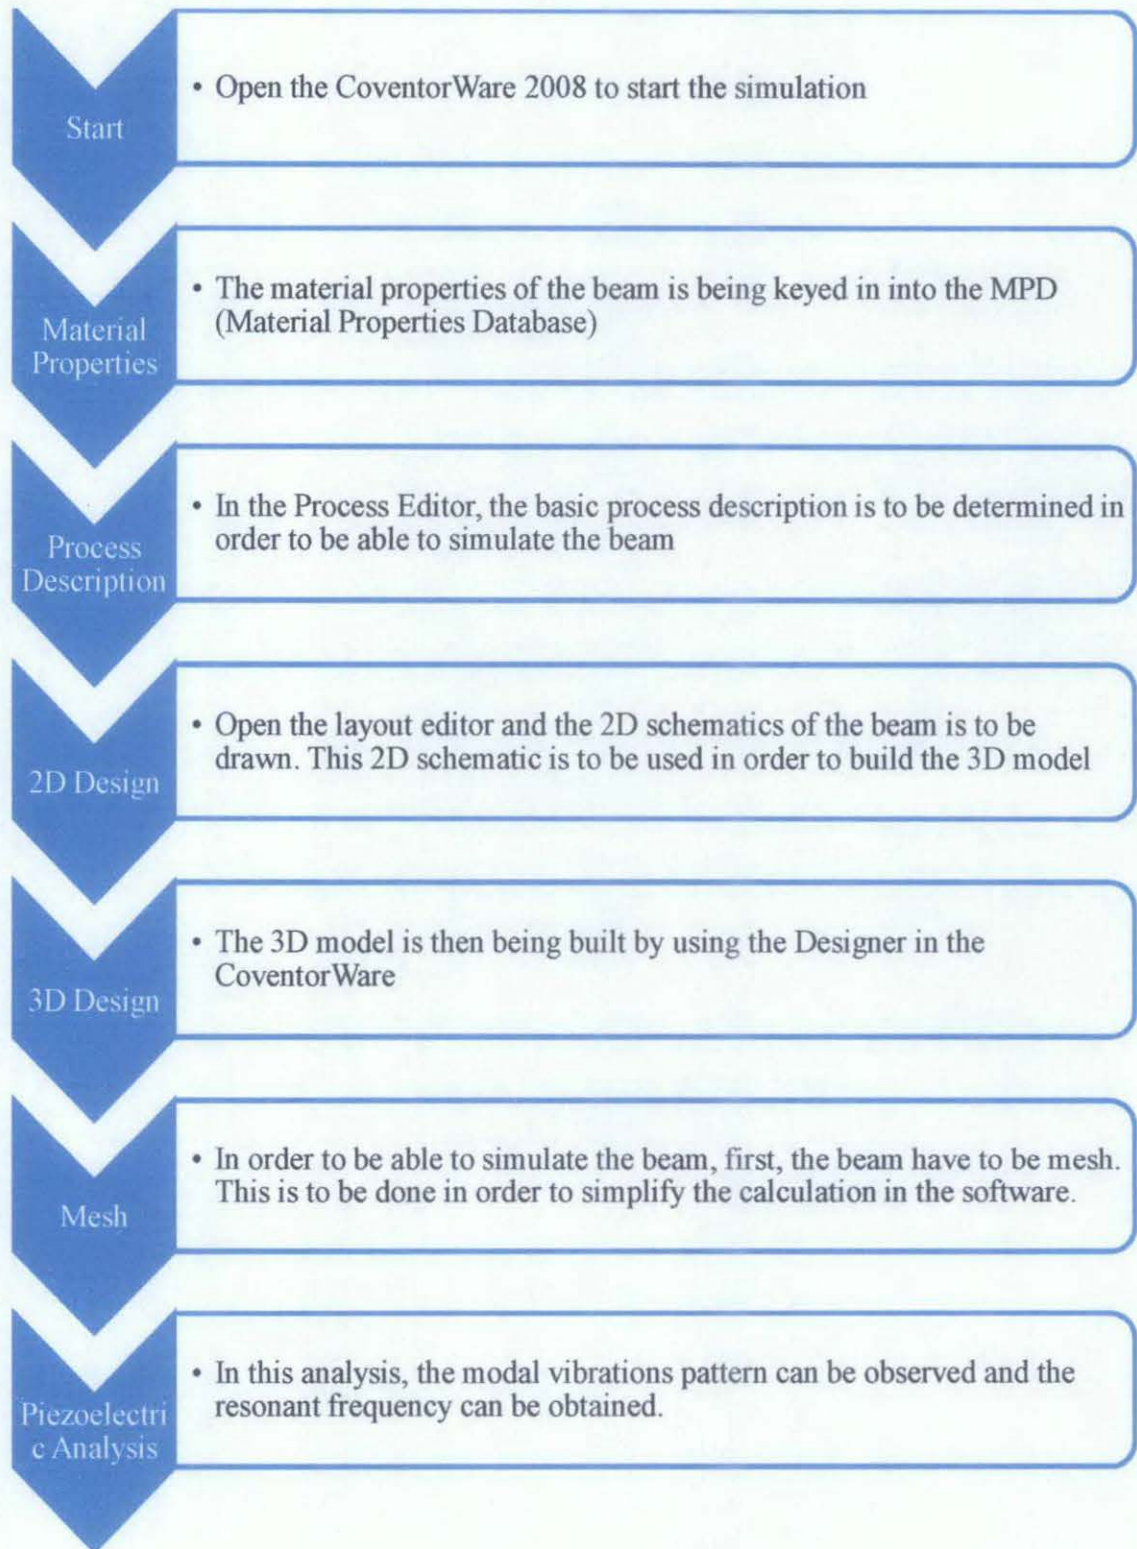 Start
• Open the CoventorWare 2008 to start the simulation
Material
Properties
• The material properties of the beam is being keyed in into the MPD
(Material Properties Database)
Process
Description
• In the Process Editor, the basic process description is to be determined in
order to be able to simulate the beam
2D Design
• Open the layout editor and the 2D schematics of the beam is to be
drawn. This 2D schematic is to be used in order to build the 3D model
3D Design
• The 3D model is then being built by using the Designer in the
CoventorWare
Mesh
• In order to be able to simulate the beam, first, the beam have to be mesh.
This is to be done in order to simplify the calculation in the software.
Piezoelectri
c Analysis
• In this analysis, the modal vibrations pattern can be observed and the
resonant frequency can be obtained.